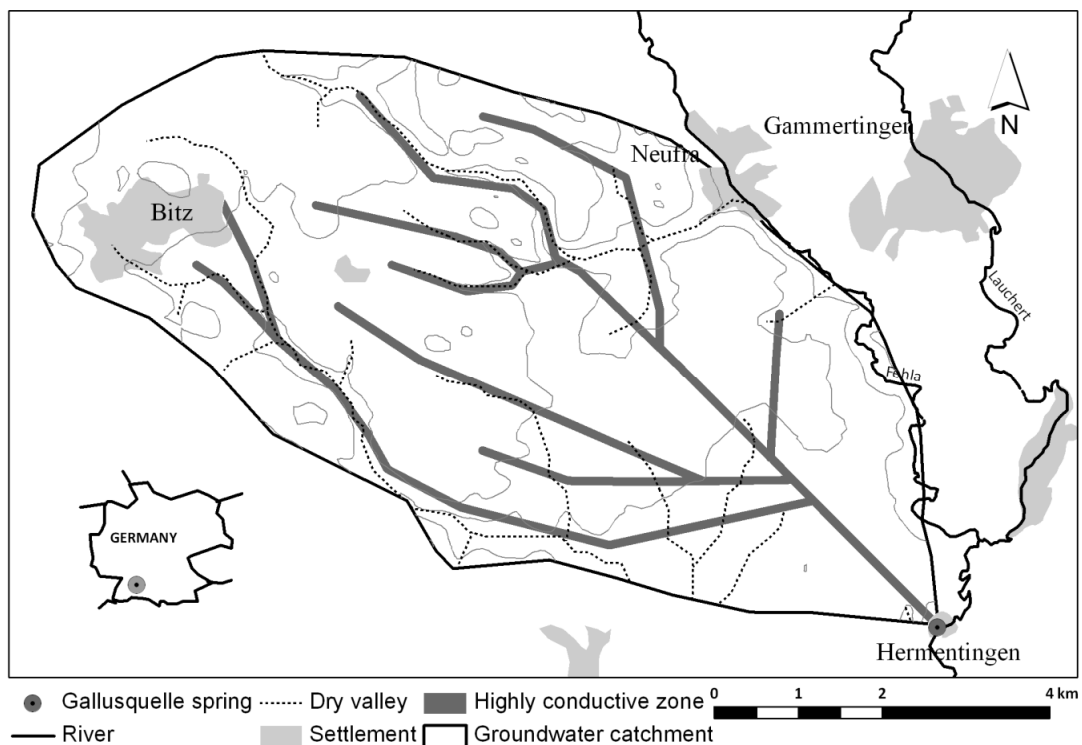 Gammertingen
Neufra
N
Bitz
Lauchert
Fehla
GERMANY
Hermentingen
Gallusquelle spring
Dry valley
Highly conductive zone
0 1 2 4 km
River
Settlement
Groundwater catchment